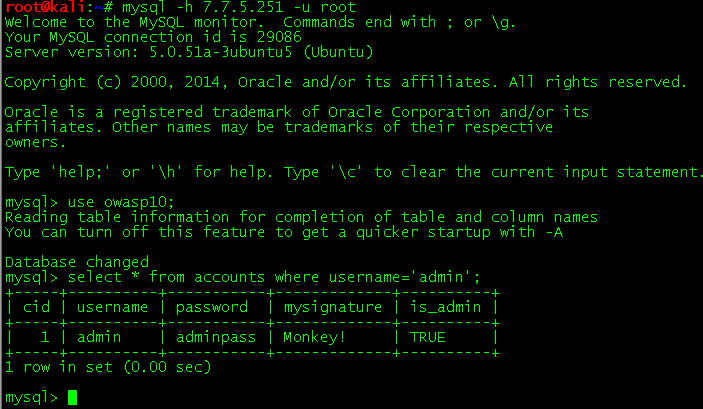 root@kali:~# mysql -h 7.7.5.251 -u root
Welcome to the MySQL monitor.  Commands end with ; or \g.
Your MySQL connection id is 29086
Server version: 5.0.51a-3ubuntu5 (Ubuntu)

Copyright (c) 2000, 2014, Oracle and/or its affiliates. All rights reserved.

Oracle is a registered trademark of Oracle Corporation and/or its
affiliates. Other names may be trademarks of their respective
owners.

Type 'help;' or '\h' for help. Type '\c' to clear the current input statement.

mysql> use owasp10;
Reading table information for completion of table and column names
You can turn off this feature to get a quicker startup with -A

Database changed
mysql> select * from accounts where username='admin';
+-----+----------+-----------+-------------+----------+
| cid | username | password  | mysignature | is_admin |
+-----+----------+-----------+-------------+----------+
|   1 | admin    | adminpass | Monkey!     | TRUE     |
+-----+----------+-----------+-------------+----------+
1 row in set (0.00 sec)

mysql>